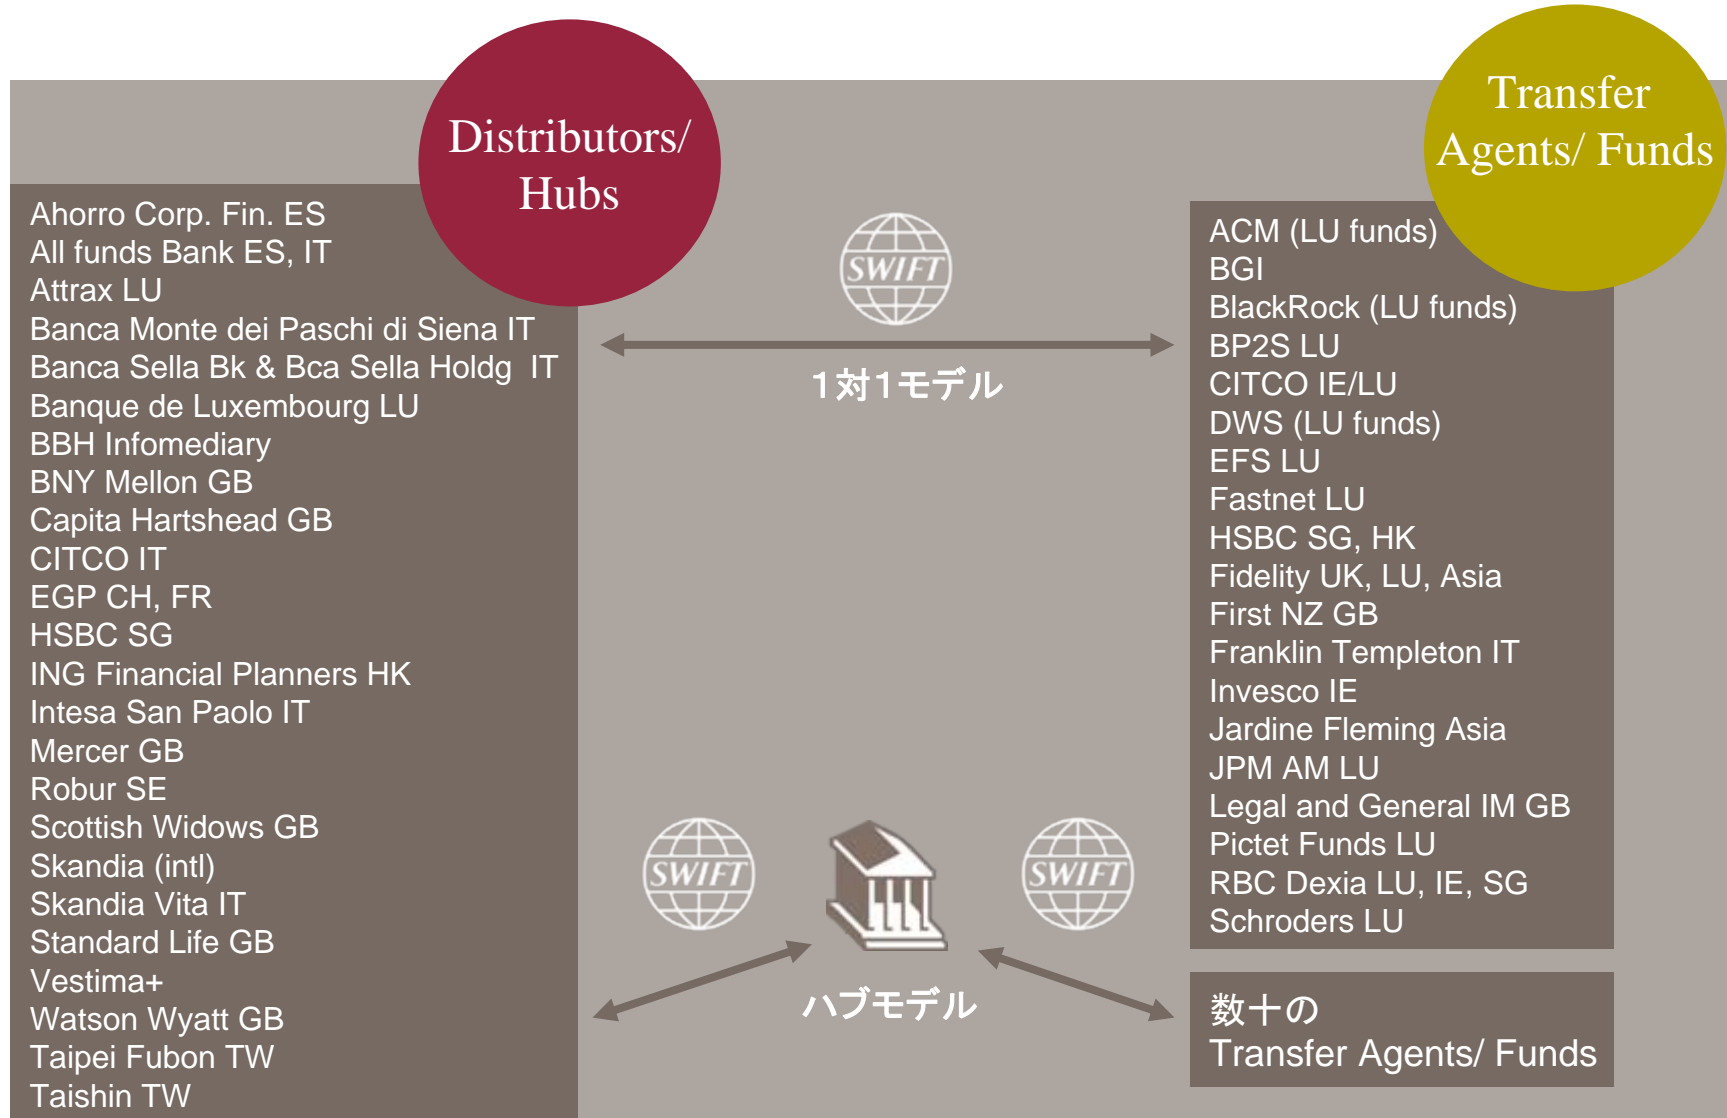 Distributors/
Hubs
Transfer
Agents/ Funds
Ahorro Corp. Fin. ES
All funds Bank ES, IT
Attrax LU
Banca Monte dei Paschi di Siena IT
Banca Sella Bk & Bca Sella Holdg  IT
Banque de Luxembourg LU
BBH Infomediary
BNY Mellon GB
Capita Hartshead GB
CITCO IT
EGP CH, FR
HSBC SG
ING Financial Planners HK
Intesa San Paolo IT
Mercer GB
Robur SE
Scottish Widows GB
Skandia (intl)
Skandia Vita IT
Standard Life GB
Vestima+
Watson Wyatt GB
Taipei Fubon TW
Taishin TW
SWIFT
1対1モデル
SWIFT
SWIFT
ハブモデル
ACM (LU funds)
BGI
BlackRock (LU funds)
BP2S LU
CITCO IE/LU
DWS (LU funds)
EFS LU
Fastnet LU
HSBC SG, HK
Fidelity UK, LU, Asia
First NZ GB
Franklin Templeton IT
Invesco IE
Jardine Fleming Asia
JPM AM LU
Legal and General IM GB
Pictet Funds LU
RBC Dexia LU, IE, SG
Schroders LU
数十の
Transfer Agents/ Funds